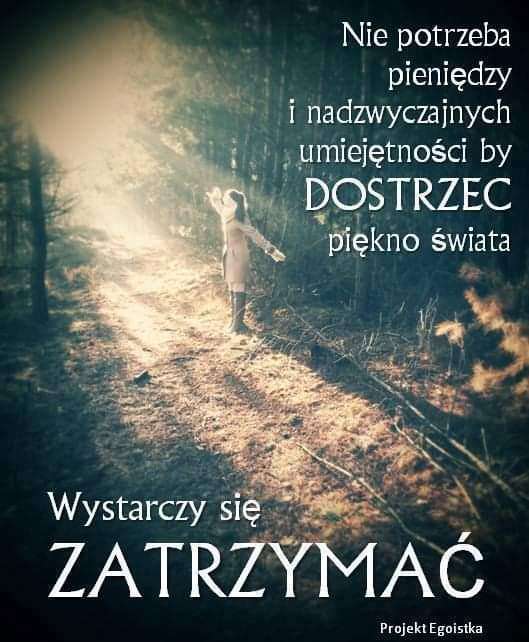 Nie potrzeba
pieniędzy
i nadzwyczajnych
umiejętności by
DOSTRZEC
piękno świata
Wystarczy się
ZATRZYMAĆ
Projekt Egoistka